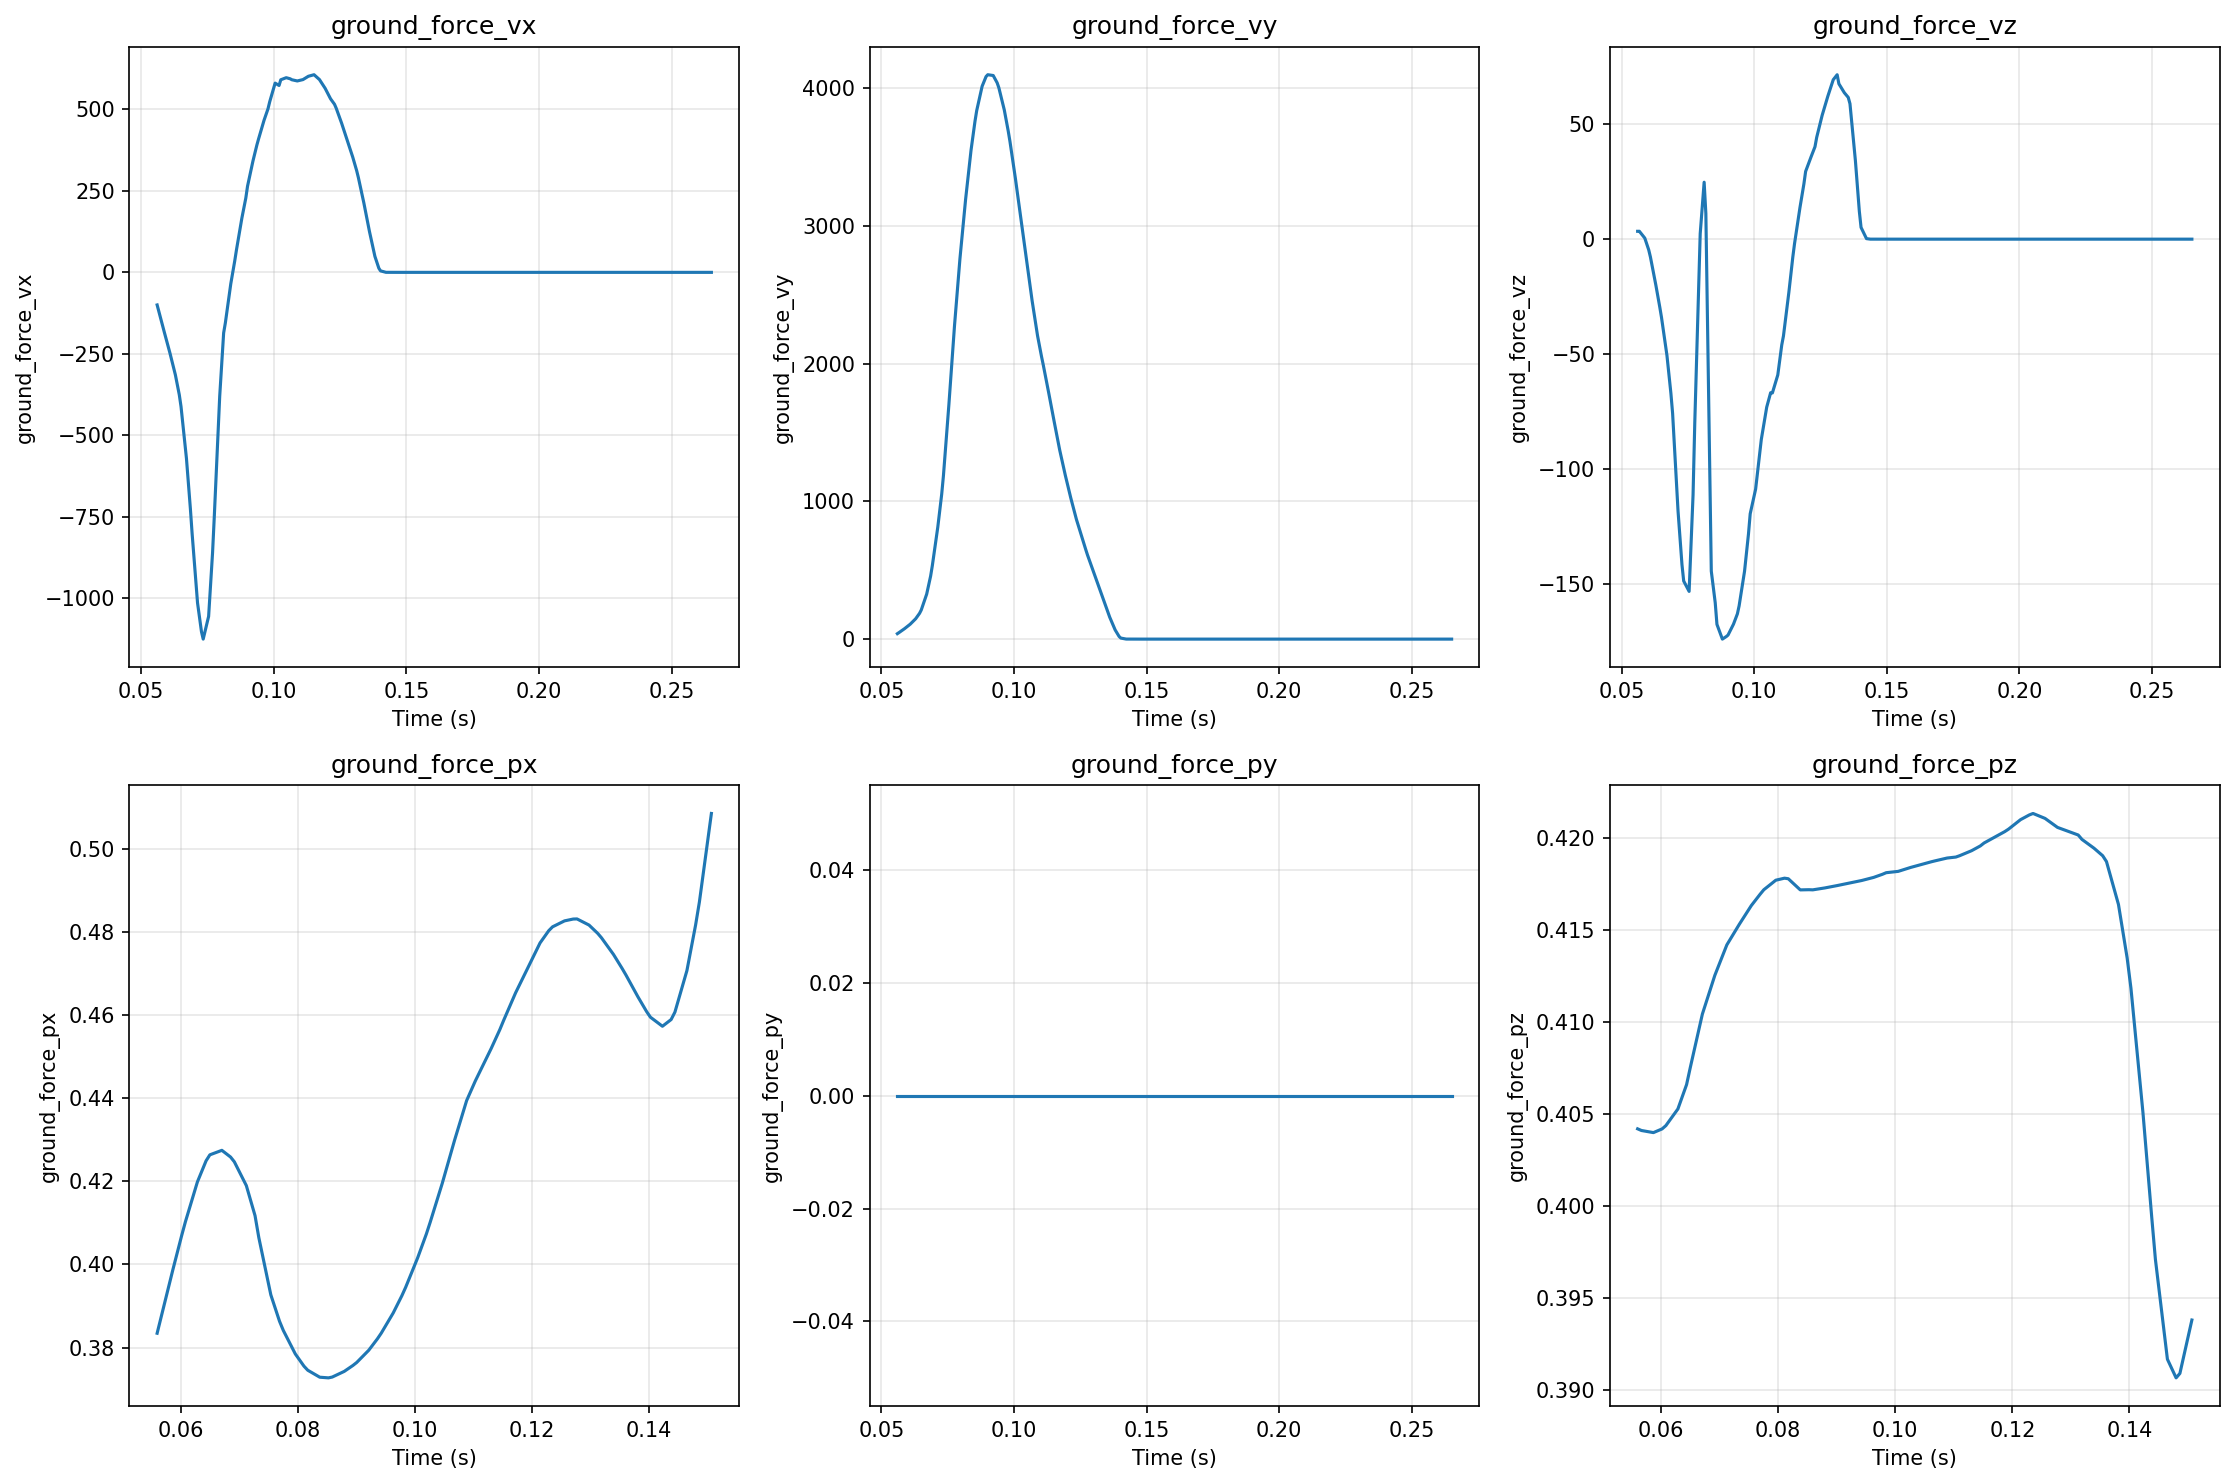 ground_force_vx
ground_force_vx
500
250
0
−250
−500
−750
−1000
0.05 0.10 0.15 0.20 0.25
Time (s)
ground_force_vy
ground_force_vy
4000
3000
2000
1000
0
0.05 0.10 0.15 0.20 0.25
Time (s)
ground_force_vz
ground_force_vz
50
0
−50
−100
−150
0.05 0.10 0.15 0.20 0.25
Time (s)
ground_force_px
ground_force_px
0.50
0.48
0.46
0.44
0.42
0.40
0.38
0.06 0.08 0.10 0.12 0.14
Time (s)
ground_force_py
ground_force_py
0.04
0.02
0.00
−0.02
−0.04
0.05 0.10 0.15 0.20 0.25
Time (s)
ground_force_pz
ground_force_pz
0.420
0.415
0.410
0.405
0.400
0.395
0.390
0.06 0.08 0.10 0.12 0.14
Time (s)